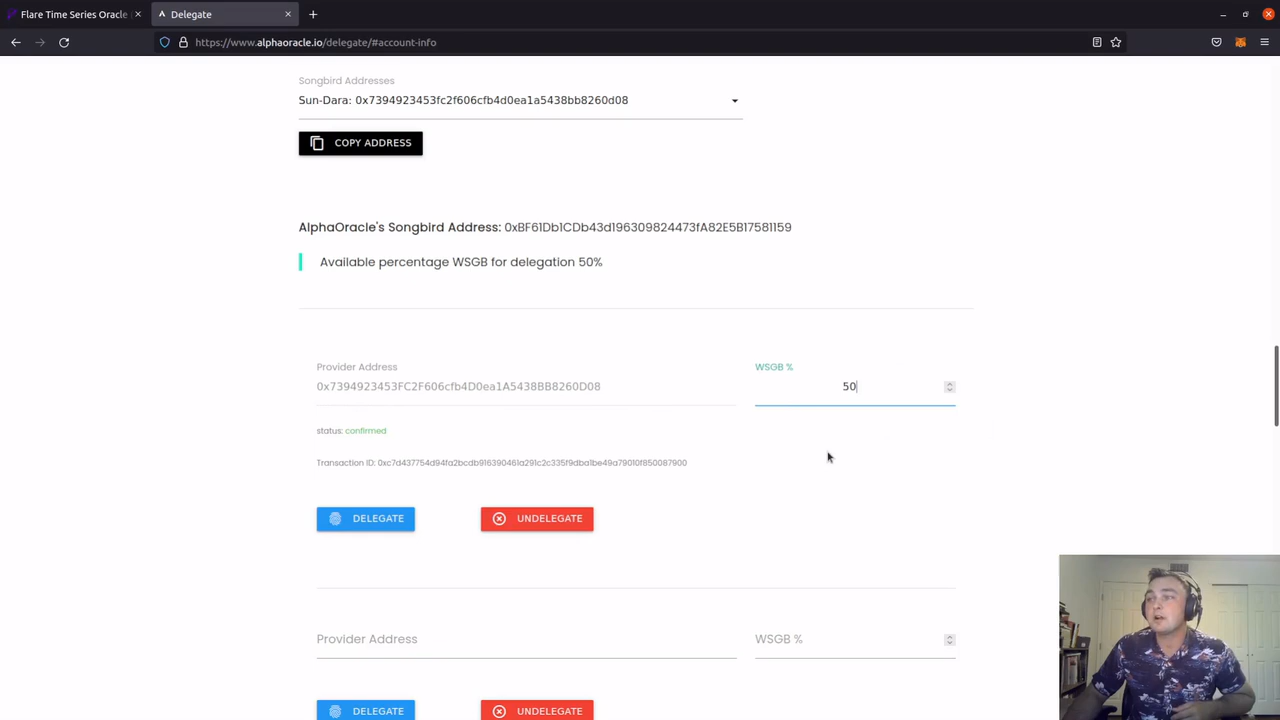 Flare Time Series Oracle |
Delegate
https://www.alphaoracle.io/delegate/#account-info
Songbird Addresses
Sun-Dara: 0x7394923453fc2f606cfb4d0ea1a5438bb8260d08
COPY ADDRESS
AlphaOracle's Songbird Address: 0xBF61Db1CDb43d196309824473fA82E5B17581159
Available percentage WSGB for delegation 50%
Provider Address
WSGB %
0x7394923453FC2F606cfb4D0ea1A5438BB8260D08
50
status: confirmed
Transaction ID: 0xc7d437754d94fa2bcdb91639046la291c2c335f9dba1be49a79010f850087900
DELEGATE
UNDELEGATE
Provider Address
WSGB %
DELEGATE
UNDELEGATE